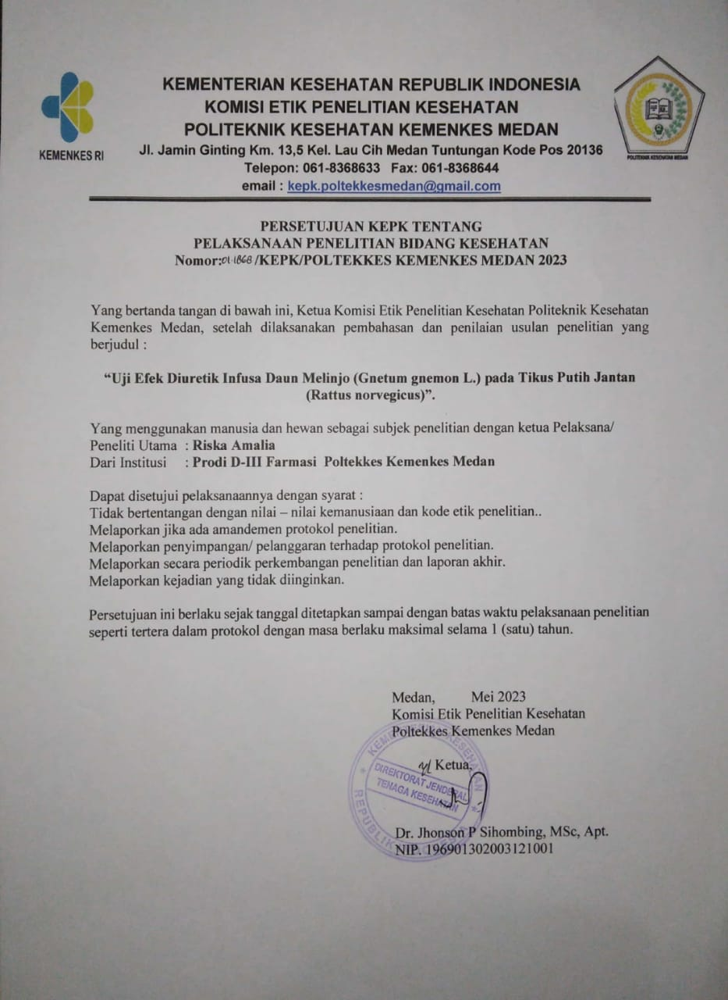 KEMENTERIAN KESEHATAN REPUBLIK INDONESIA
KOMISI ETIK PENELITIAN KESEHATAN
POLITEKNIK KESEHATAN KEMENKES MEDAN
Jl. Jamin Ginting Km. 13,5 Kel. Lau Cih Medan Tuntungan Kode Pos 20136
Telepon: 061-8368633 Fax: 061-8368644
email : kepk.poltekkesmedan@gmail.com
KEMENKES RI
POLITEKNIK KESEHATAN MEDAN
PERSETUJUAN KEPK TENTANG
PELAKSANAAN PENELITIAN BIDANG KESEHATAN
Nomor: /KEPK/POLTEKKES KEMENKES MEDAN 2023
Yang bertanda tangan di bawah ini, Ketua Komisi Etik Penelitian Kesehatan Politeknik Kesehatan
Kemenkes Medan, setelah dilaksanakan pembahasan dan penilaian usulan penelitian yang
berjudul :
“Uji Efek Diuretik Infusa Daun Melinjo (Gnetum gnemon L.) pada Tikus Putih Jantan
(Rattus norvegicus)”.
Yang menggunakan manusia dan hewan sebagai subjek penelitian dengan ketua Pelaksana/
Peneliti Utama : Riska Amalia
Dari Institusi : Prodi D-III Farmasi Poltekkes Kemenkes Medan
Dapat disetujui pelaksanaannya dengan syarat :
Tidak bertentangan dengan nilai – nilai kemanusiaan dan kode etik penelitian..
Melaporkan jika ada amandemen protokol penelitian.
Melaporkan penyimpangan/ pelanggaran terhadap protokol penelitian.
Melaporkan secara periodik perkembangan penelitian dan laporan akhir.
Melaporkan kejadian yang tidak diinginkan.
Persetujuan ini berlaku sejak tanggal ditetapkan sampai dengan batas waktu pelaksanaan penelitian
seperti tertera dalam protokol dengan masa berlaku maksimal selama 1 (satu) tahun.
Medan, Mei 2023
Komisi Etik Penelitian Kesehatan
Poltekkes Kemenkes Medan
Ketua,
KEMENTERIAN KESEHATAN
DIREKTORAT JENDERAL
TENAGA KESEHATAN
REPUBLIK INDONESIA
Dr. Jhonson P Sihombing, MSc, Apt.
NIP. 196901302003121001